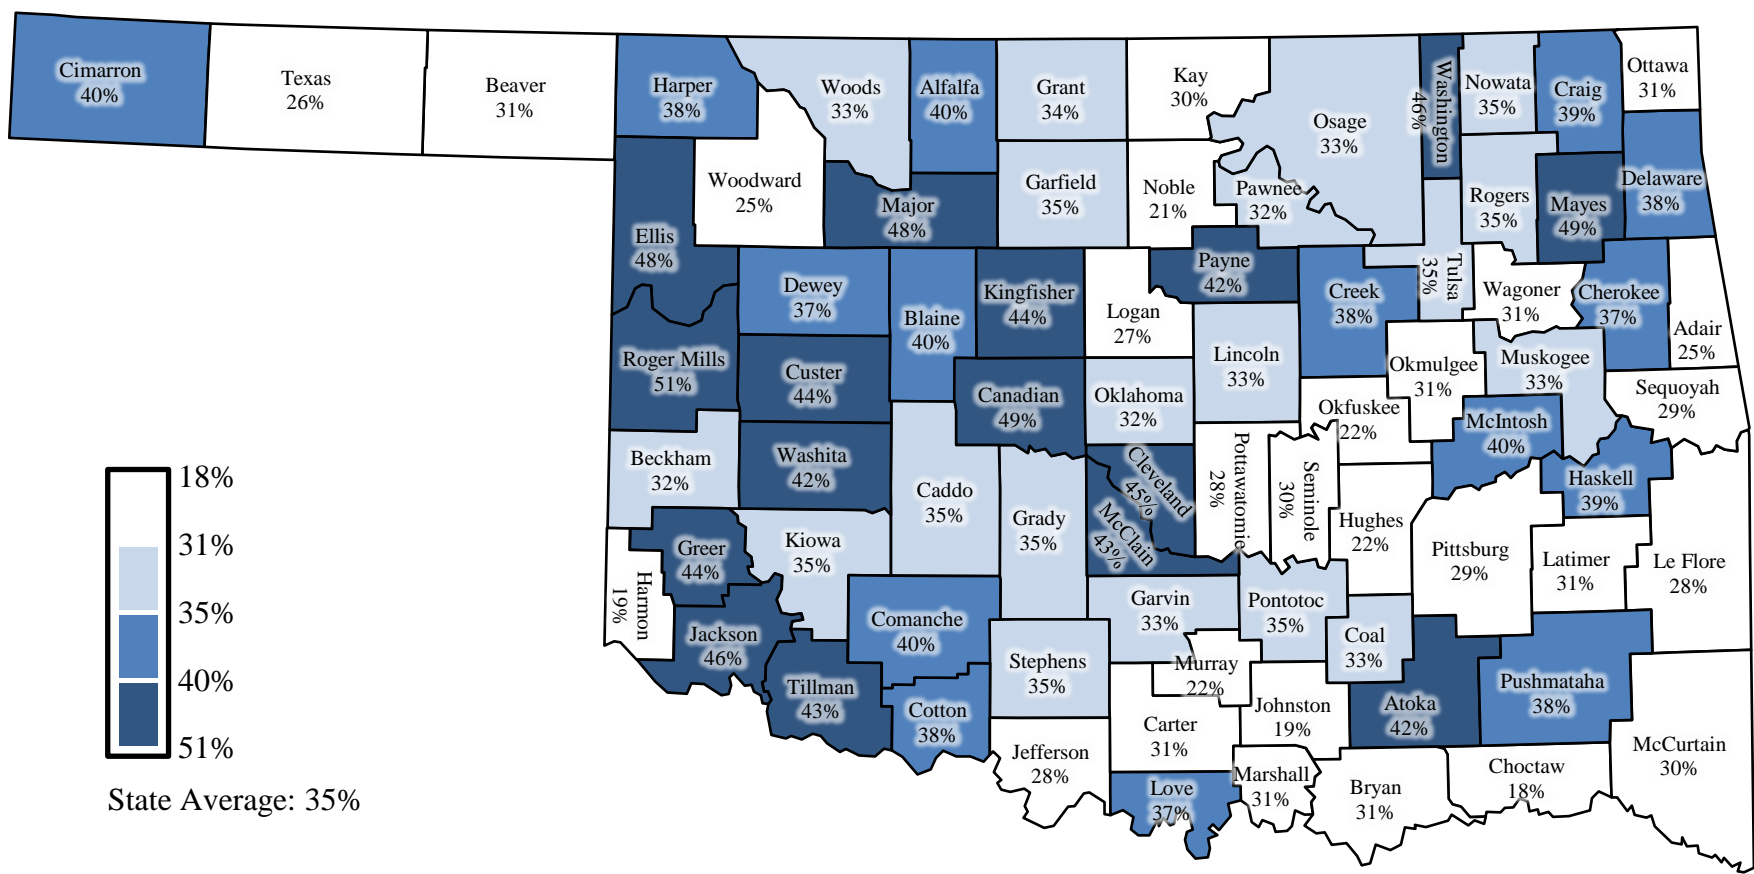 Cimarron
40%
Texas
26%
Beaver
31%
Harper
38%
Woods
33%
Alfalfa
40%
Grant
34%
Kay
30%
Osage
33%
Washington
46%
Nowata
35%
Craig
39%
Ottawa
31%
Woodward
25%
Major
48%
Garfield
35%
Noble
21%
Pawnee
32%
Rogers
35%
Mayes
49%
Delaware
38%
Ellis
48%
Dewey
37%
Blaine
40%
Kingfisher
44%
Logan
27%
Payne
42%
Creek
38%
Tulsa
35%
Wagoner
31%
Cherokee
37%
Adair
25%
Roger Mills
51%
Custer
44%
Canadian
49%
Oklahoma
32%
Lincoln
33%
Okmulgee
31%
Muskogee
33%
Sequoyah
29%
Okfuskee
22%
McIntosh
40%
Haskell
39%
Beckham
32%
Washita
42%
Caddo
35%
Grady
35%
Cleveland
45%
McClain
43%
Pottawatomie
28%
Seminole
30%
Hughes
22%
Pittsburg
29%
Latimer
31%
Le Flore
28%
Greer
44%
Kiowa
35%
Harmon
19%
Jackson
46%
Comanche
40%
Tillman
43%
Cotton
38%
Stephens
35%
Garvin
33%
Pontotoc
35%
Coal
33%
Murray
22%
Johnston
19%
Atoka
42%
Pushmataha
38%
McCurtain
30%
Carter
31%
Jefferson
28%
Love
37%
Marshall
31%
Bryan
31%
Choctaw
18%
18%
31%
35%
40%
51%
State Average: 35%